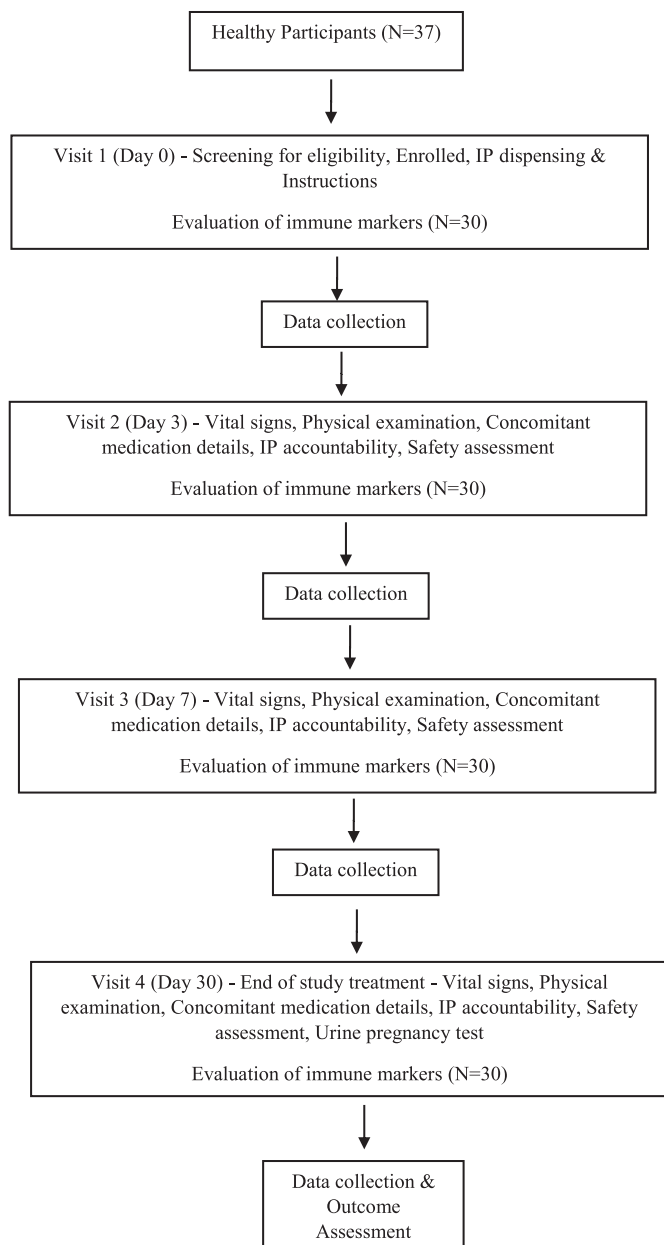 Healthy Participants (N=37)
Visit 1 (Day 0) - Screening for eligibility, Enrolled, IP dispensing &
Instructions
Evaluation of immune markers (N=30)
Data collection
Visit 2 (Day 3) - Vital signs, Physical examination, Concomitant
medication details, IP accountability, Safety assessment
Evaluation of immune markers (N=30)
Data collection
Visit 3 (Day 7) - Vital signs, Physical examination, Concomitant
medication details, IP accountability, Safety assessment
Evaluation of immune markers (N=30)
Data collection
Visit 4 (Day 30) - End of study treatment - Vital signs, Physical
examination, Concomitant medication details, IP accountability, Safety
assessment, Urine pregnancy test
Evaluation of immune markers (N=30)
Data collection &
Outcome
Assessment